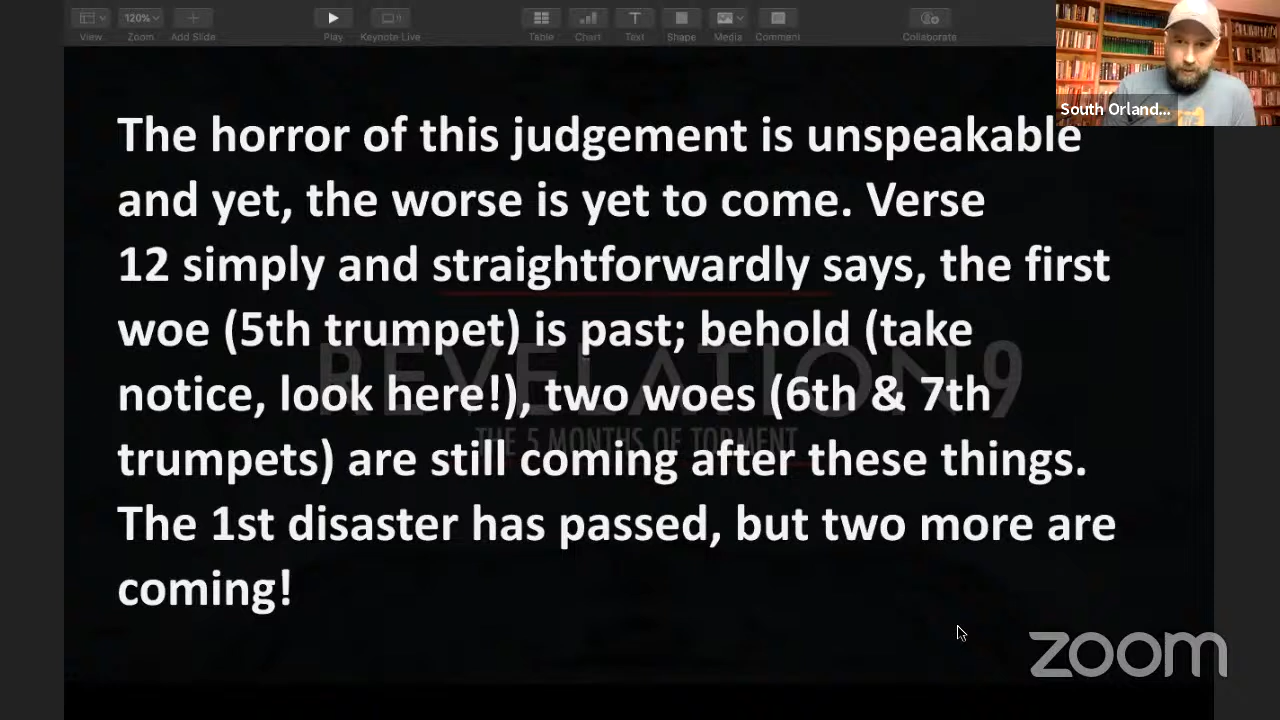 View 120% Zoom Add Slide Play Keynote Live Table Chart Text Shape Media Comment Collaborate
South Orland...
The horror of this judgement is unspeakable
and yet, the worse is yet to come. Verse
12 simply and straightforwardly says, the first
woe (5th trumpet) is past; behold (take
notice, look here!), two woes (6th & 7th
trumpets) are still coming after these things.
The 1st disaster has passed, but two more are
coming!
REVELATION 9
THE 5 MONTHS OF TORMENT
zoom